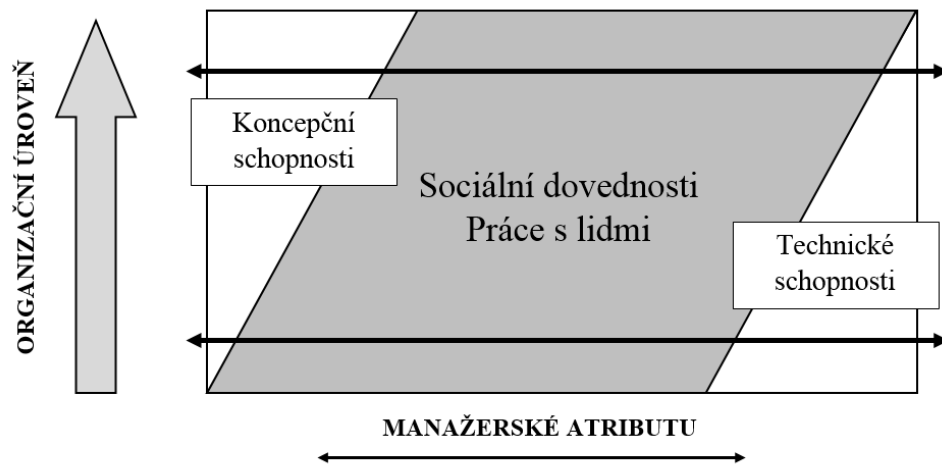 ORGANIZAČNÍ ÚROVEŇ
Koncepční
schopnosti
Sociální dovednosti
Práce s lidmi
Technické
schopnosti
MANAŽERSKÉ ATRIBUTU